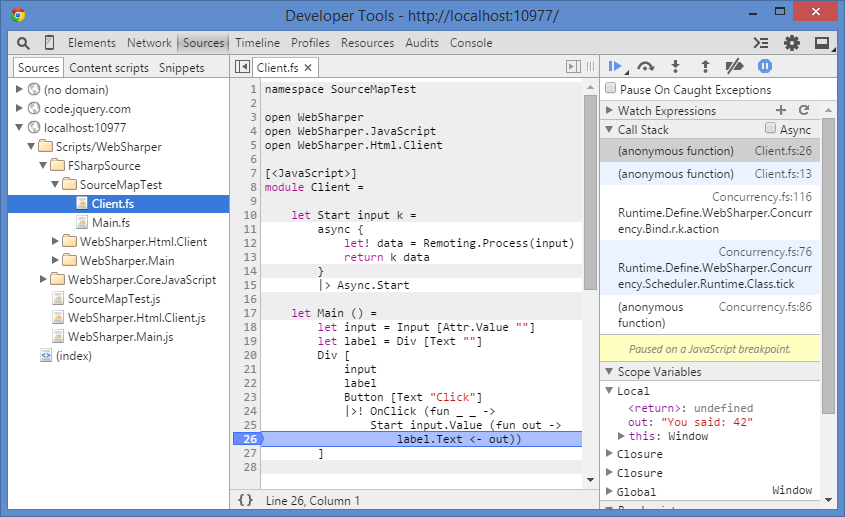 Developer Tools - http://localhost:10977/
Elements Network Sources Timeline Profiles Resources Audits Console
Sources Content scripts Snippets
(no domain)
code.jquery.com
localhost:10977
Scripts/WebSharper
FSharpSource
SourceMapTest
Client.fs
Main.fs
WebSharper.Html.Client
WebSharper.Main
WebSharper.Core.JavaScript
SourceMapTest.js
WebSharper.Html.Client.js
WebSharper.Main.js
(index)
Client.fs ×
1 namespace SourceMapTest
2
3 open WebSharper
4 open WebSharper.JavaScript
5 open WebSharper.Html.Client
6
7 [<JavaScript>]
8 module Client =
9
10     let Start input k =
11         async {
12             let! data = Remoting.Process(input)
13             return k data
14         }
15         |> Async.Start
16
17     let Main () =
18         let input = Input [Attr.Value ""]
19         let label = Div [Text ""]
20         Div [
21             input
22             label
23             Button [Text "Click"]
24             |>! OnClick (fun _ _ ->
25                 Start input.Value (fun out ->
26                     label.Text <- out))
27         ]
28
{} Line 26, Column 1
Pause On Caught Exceptions
Watch Expressions
Call Stack Async
(anonymous function) Client.fs:26
(anonymous function) Client.fs:13
Concurrency.fs:116
Runtime.Define.WebSharper.Concur
rency.Bind.r.k.action
Concurrency.fs:76
Runtime.Define.WebSharper.Concur
rency.Scheduler.Runtime.Class.tick
(anonymous Concurrency.fs:86
function)
Paused on a JavaScript breakpoint.
Scope Variables
Local
<return>: undefined
out: "You said: 42"
this: Window
Closure
Closure
Global Window